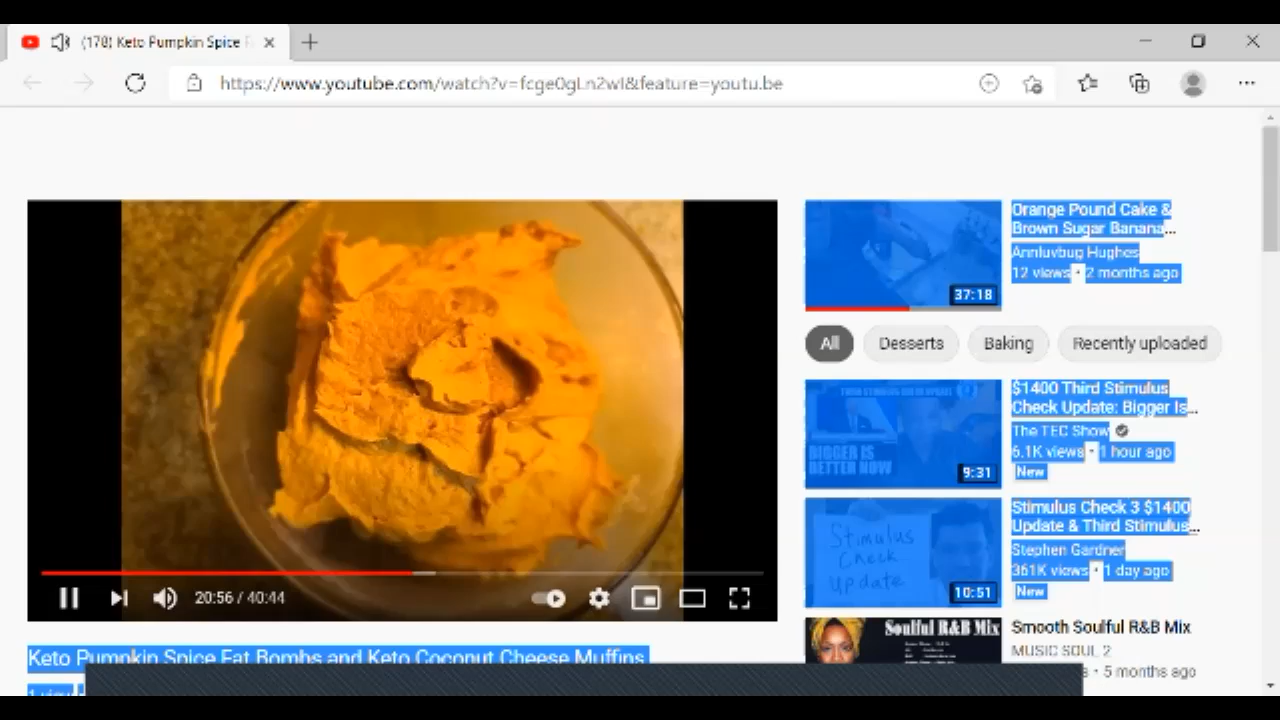 (178) Keto Pumpkin Spice F
https://www.youtube.com/watch?v=fcge0gLn2wI&feature=youtu.be
Orange Pound Cake &
Brown Sugar Banana...
Annluvbug Hughes
12 views • 2 months ago
37:18
All
Desserts
Baking
Recently uploaded
$1400 Third Stimulus
Check Update: Bigger Is...
The TEC Show
6.1K views • 1 hour ago
New
BIGGER IS
BETTER NOW
9:31
Stimulus Check 3 $1400
Update & Third Stimulus...
Stephen Gardner
361K views • 1 day ago
New
Stimulus
Check
Update
10:51
20:56 / 40:44
Soulful R&B Mix
Smooth Soulful R&B Mix
MUSIC SOUL 2
s • 5 months ago
Keto Pumpkin Spice Fat Bombs and Keto Coconut Cheese Muffins
1 view